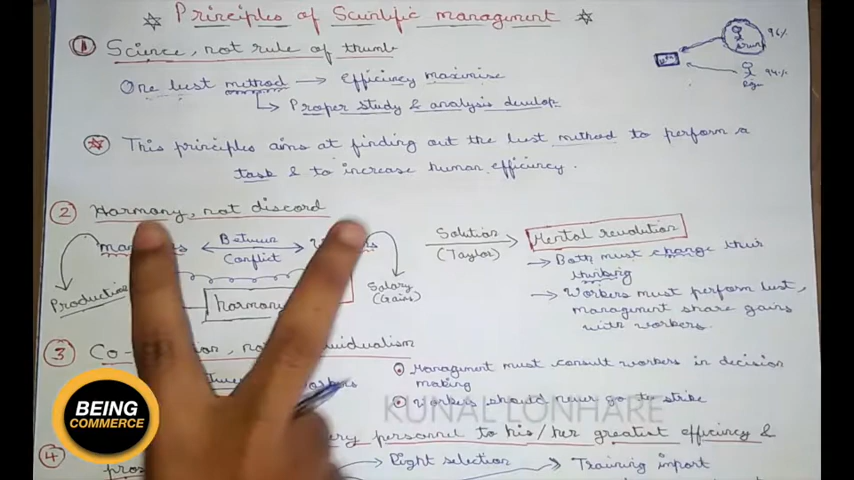 Principles of Scientific management
1 Science, not rule of thumb
One best method → efficiency maximise
Proper study & analysis develop
96%
94%
This principles aims at finding out the best method to perform a
task & to increase human efficiency.
2 Harmony, not discord
Between
Conflict
Production
harmony
Salary
(Gains)
Solution
(Taylor)
Mental revolution
→ Both must change their
thinking
→ Workers must perform best,
management share gains
with workers.
3
Management must consult workers in decision
making
Workers should never go to strike
KUNAL LONHARE
BEING
COMMERCE
4 personnel to his/her greatest efficiency &
Right selection → Training impart